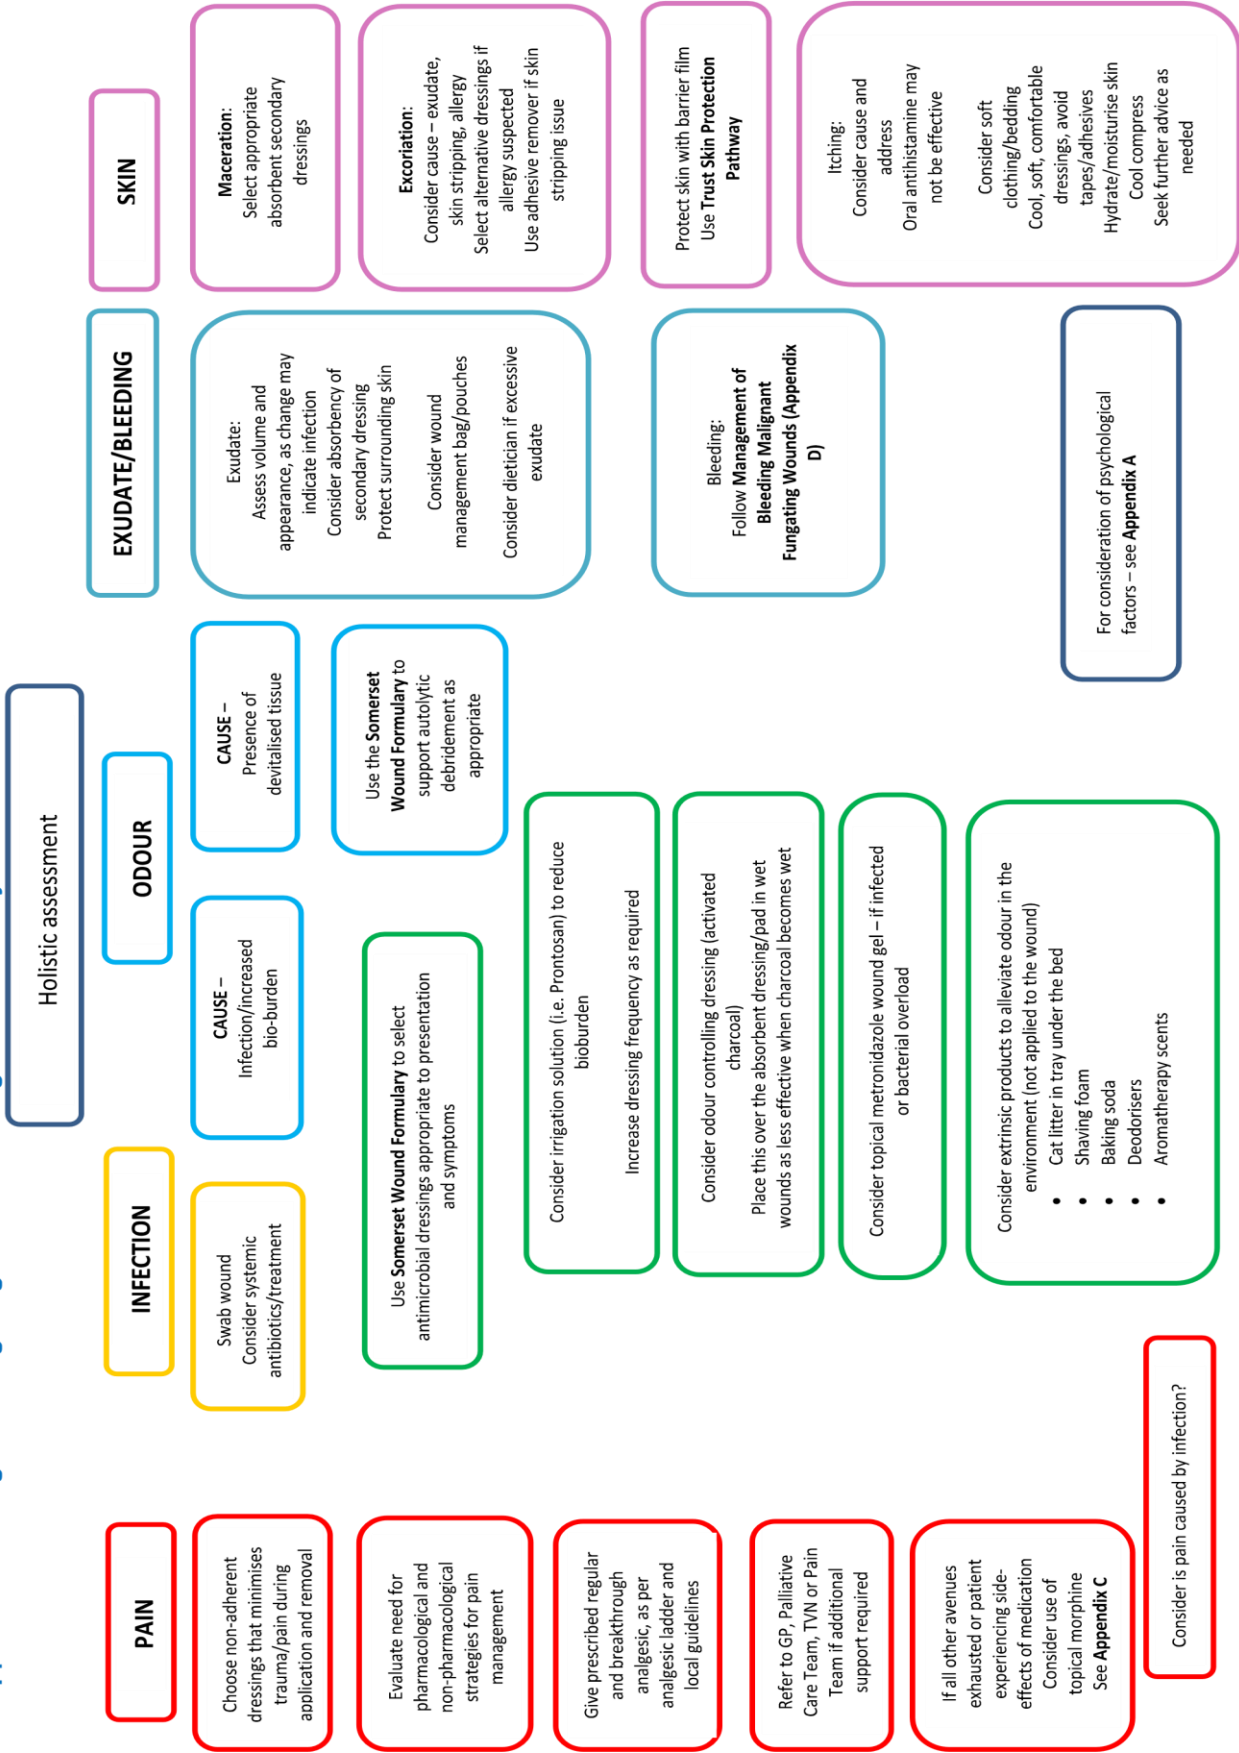 Holistic assessment
PAIN
Choose non-adherent
dressings that minimises
trauma/pain during
application and removal
Evaluate need for
pharmacological and
non-pharmacological
strategies for pain
management
Give prescribed regular
and breakthrough
analgesic, as per
analgesic ladder and
local guidelines
Refer to GP, Palliative
Care Team, TVN or Pain
Team if additional
support required
If all other avenues
exhausted or patient
experiencing side-
effects of medication
Consider use of
topical morphine
See Appendix C
Consider is pain caused by infection?
INFECTION
Swab wound
Consider systemic
antibiotics/treatment
ODOUR
CAUSE –
Infection/increased
bio-burden
CAUSE –
Presence of
devitalised tissue
Use Somerset Wound Formulary to select
antimicrobial dressings appropriate to presentation
and symptoms
Use the Somerset
Wound Formulary to
support autolytic
debridement as
appropriate
Consider irrigation solution (i.e. Prontosan) to reduce
bioburden
Increase dressing frequency as required
Consider odour controlling dressing (activated
charcoal)
Place this over the absorbent dressing/pad in wet
wounds as less effective when charcoal becomes wet
Consider topical metronidazole wound gel – if infected
or bacterial overload
Consider extrinsic products to alleviate odour in the
environment (not applied to the wound)
• Cat litter in tray under the bed
• Shaving foam
• Baking soda
• Deodorisers
• Aromatherapy scents
EXUDATE/BLEEDING
Exudate:
Assess volume and
appearance, as change may
indicate infection
Consider absorbency of
secondary dressing
Protect surrounding skin
Consider wound
management bag/pouches
Consider dietician if excessive
exudate
Bleeding:
Follow Management of
Bleeding Malignant
Fungating Wounds (Appendix
D)
For consideration of psychological
factors – see Appendix A
SKIN
Maceration:
Select appropriate
absorbent secondary
dressings
Excoriation:
Consider cause – exudate,
skin stripping, allergy
Select alternative dressings if
allergy suspected
Use adhesive remover if skin
stripping issue
Protect skin with barrier film
Use Trust Skin Protection
Pathway
Itching:
Consider cause and
address
Oral antihistamine may
not be effective
Consider soft
clothing/bedding
Cool, soft, comfortable
dressings, avoid
tapes/adhesives
Hydrate/moisturise skin
Cool compress
Seek further advice as
needed